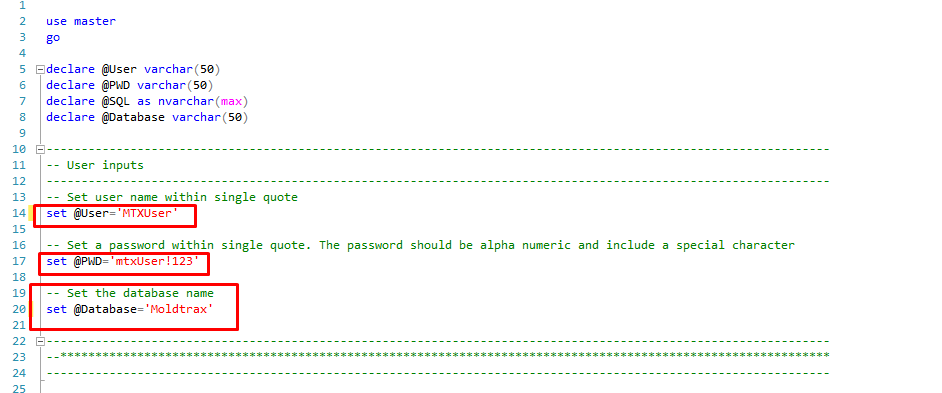 1
2 use master
3 go
4
5 declare @User varchar(50)
6 declare @PWD varchar(50)
7 declare @SQL as nvarchar(max)
8 declare @Database varchar(50)
9
10 -----------------------------------------------------------------------------------------------------------------
11 -- User inputs
12 -----------------------------------------------------------------------------------------------------------------
13 -- Set user name within single quote
14 set @User='MTXUser'
15
16 -- Set a password within single quote. The password should be alpha numeric and include a special character
17 set @PWD='mtxUser!123'
18
19 -- Set the database name
20 set @Database='Moldtrax'
21
22 -----------------------------------------------------------------------------------------------------------------
23 --***************************************************************************************************************
24 -----------------------------------------------------------------------------------------------------------------
25